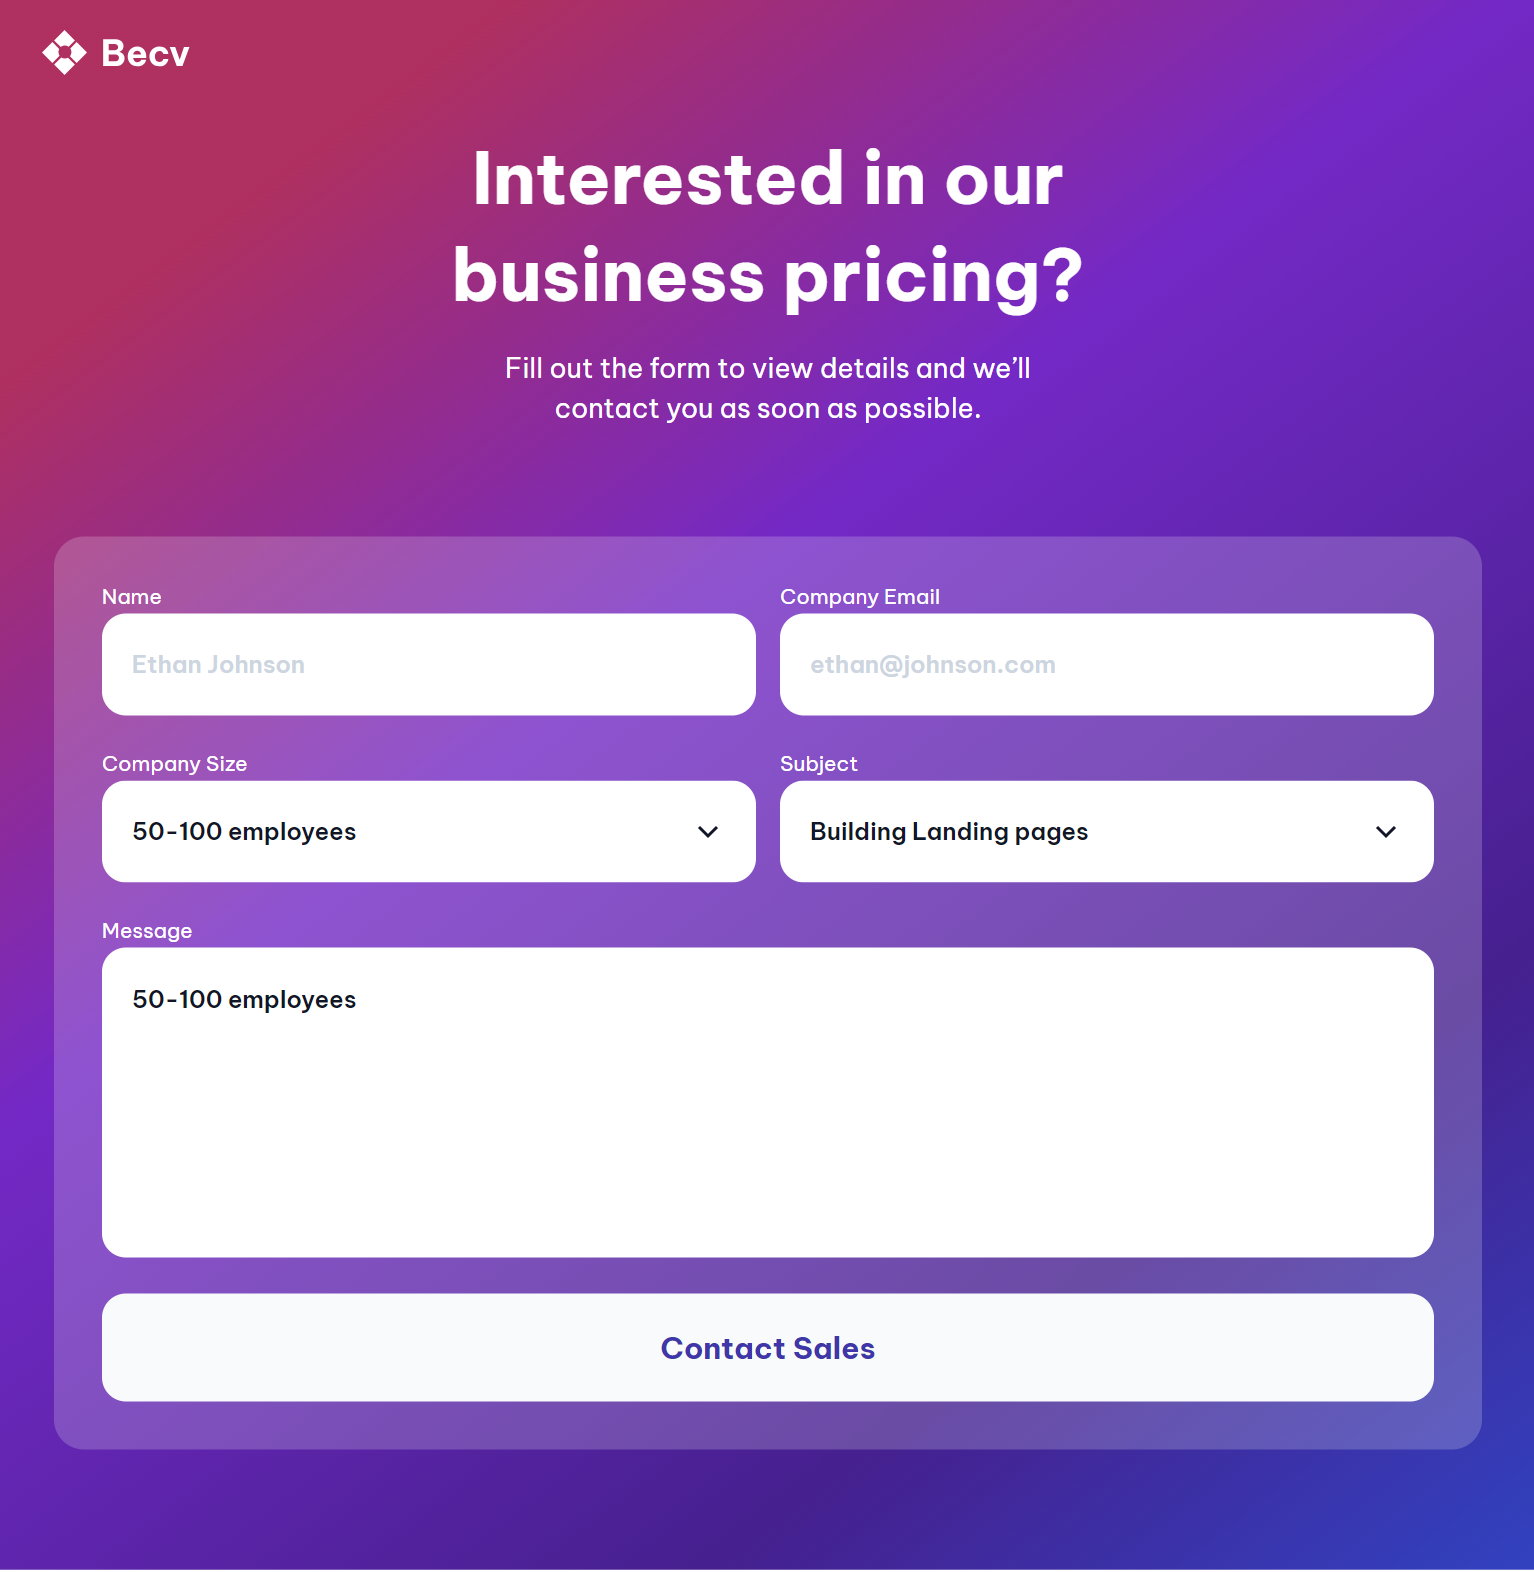 Becv
Interested in our
business pricing?
Fill out the form to view details and we’ll
contact you as soon as possible.
Name
Company Email
Ethan Johnson
ethan@johnson.com
Company Size
Subject
50-100 employees
Building Landing pages
Message
50-100 employees
Contact Sales